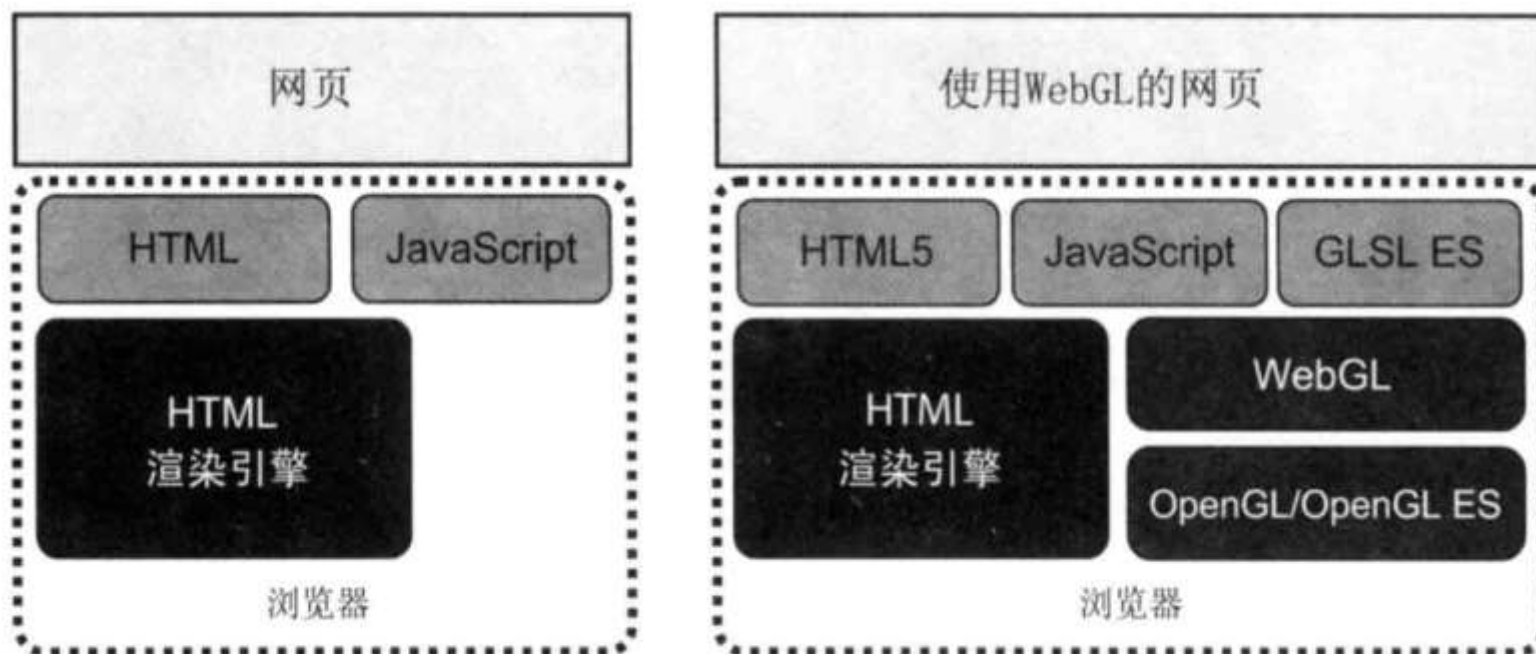 网页
HTML
JavaScript
HTML
渲染引擎
浏览器
使用WebGL的网页
HTML5
JavaScript
GLSL ES
HTML
渲染引擎
WebGL
OpenGL/OpenGL ES
浏览器